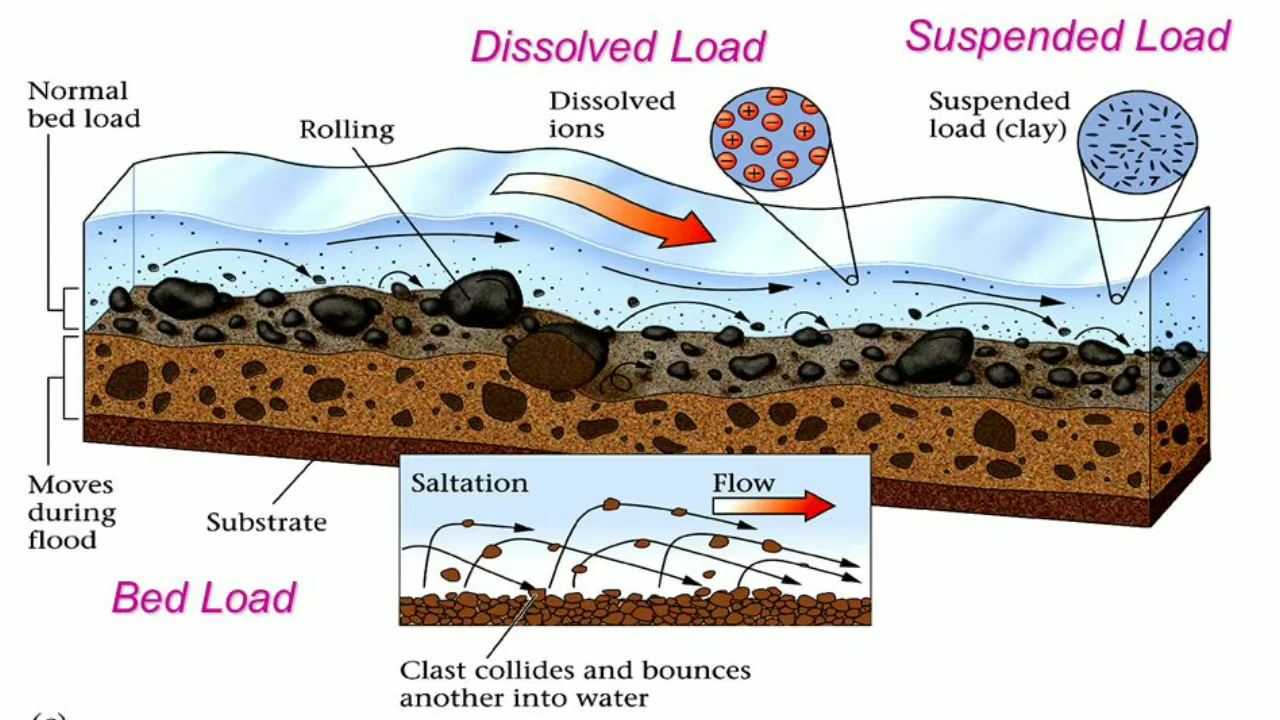 Dissolved Load
Suspended Load
Normal
bed load
Rolling
Dissolved
ions
Suspended
load (clay)
Moves
during
flood
Substrate
Bed Load
Saltation
Flow
Clast collides and bounces
another into water